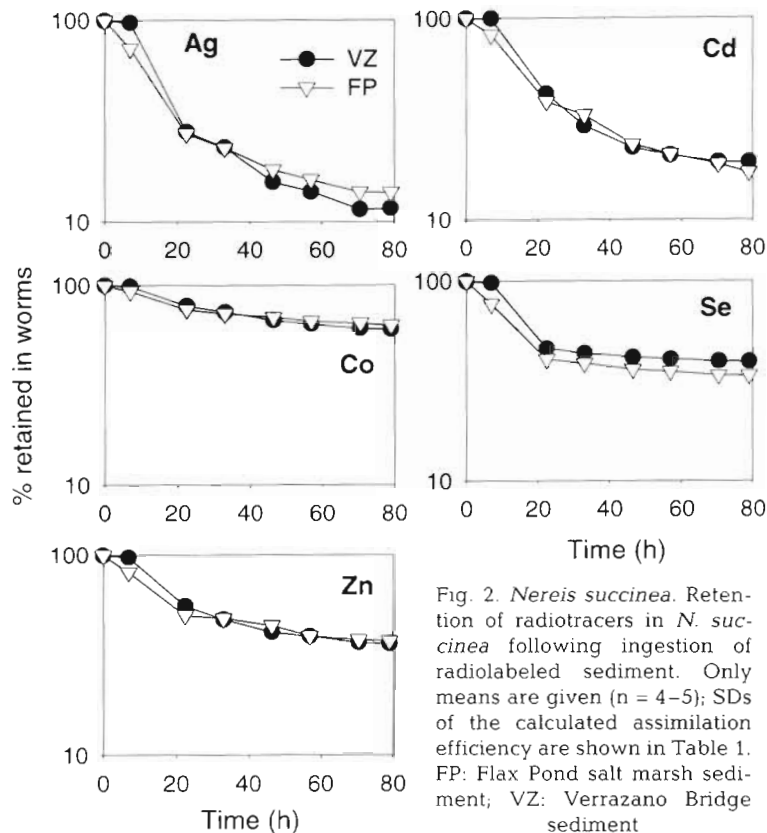 Ag
VZ
FP
100
10
0 20 40 60 80
Cd
100
10
0 20 40 60 80
Co
100
10
0 20 40 60 80
Se
100
10
0 20 40 60 80
Time (h)
Zn
100
10
0 20 40 60 80
Time (h)
% retained in worms
Fig. 2. Nereis succinea. Reten-
tion of radiotracers in N. suc-
cinea following ingestion of
radiolabeled sediment. Only
means are given (n = 4–5); SDs
of the calculated assimilation
efficiency are shown in Table 1.
FP: Flax Pond salt marsh sedi-
ment; VZ: Verrazano Bridge
sediment